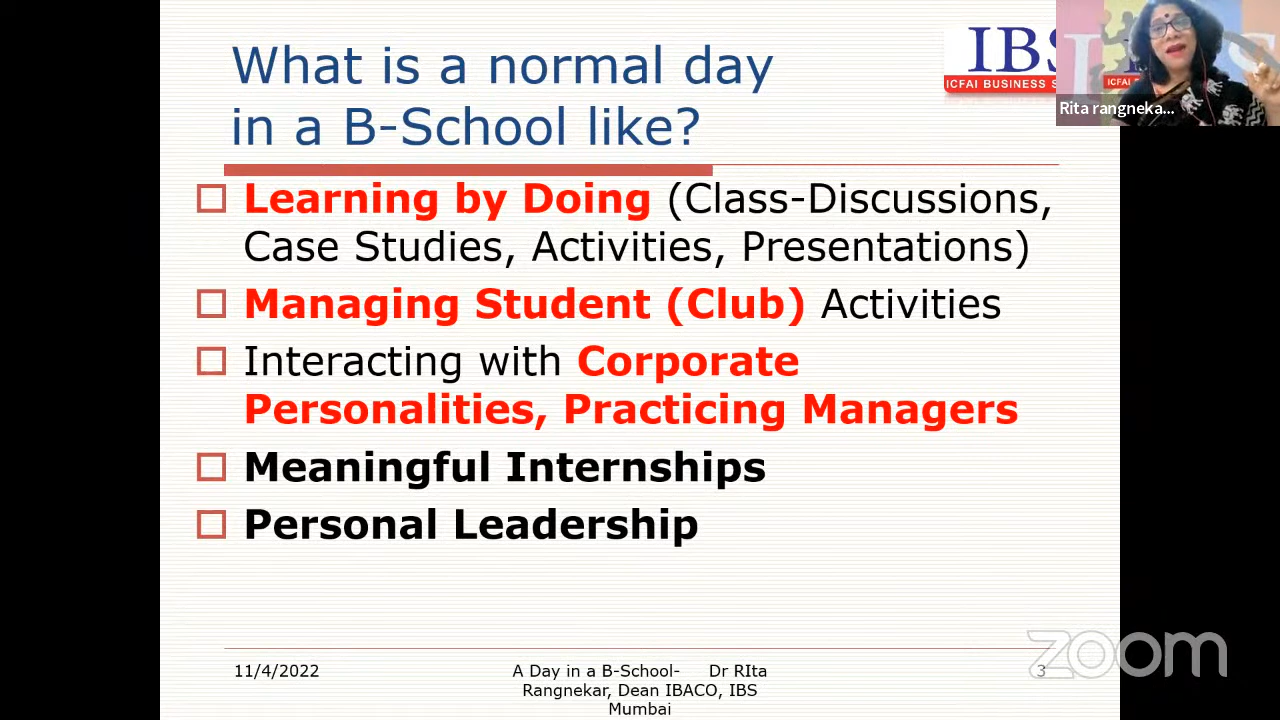 What is a normal day
in a B-School like?
IBS
ICFAI BUSINESS S
ICFAI B
Rita rangneka...
Learning by Doing (Class-Discussions,
Case Studies, Activities, Presentations)
Managing Student (Club) Activities
Interacting with Corporate
Personalities, Practicing Managers
Meaningful Internships
Personal Leadership
11/4/2022
A Day in a B-School- Dr RIta
Rangnekar, Dean IBACO, IBS
Mumbai
3
zoom